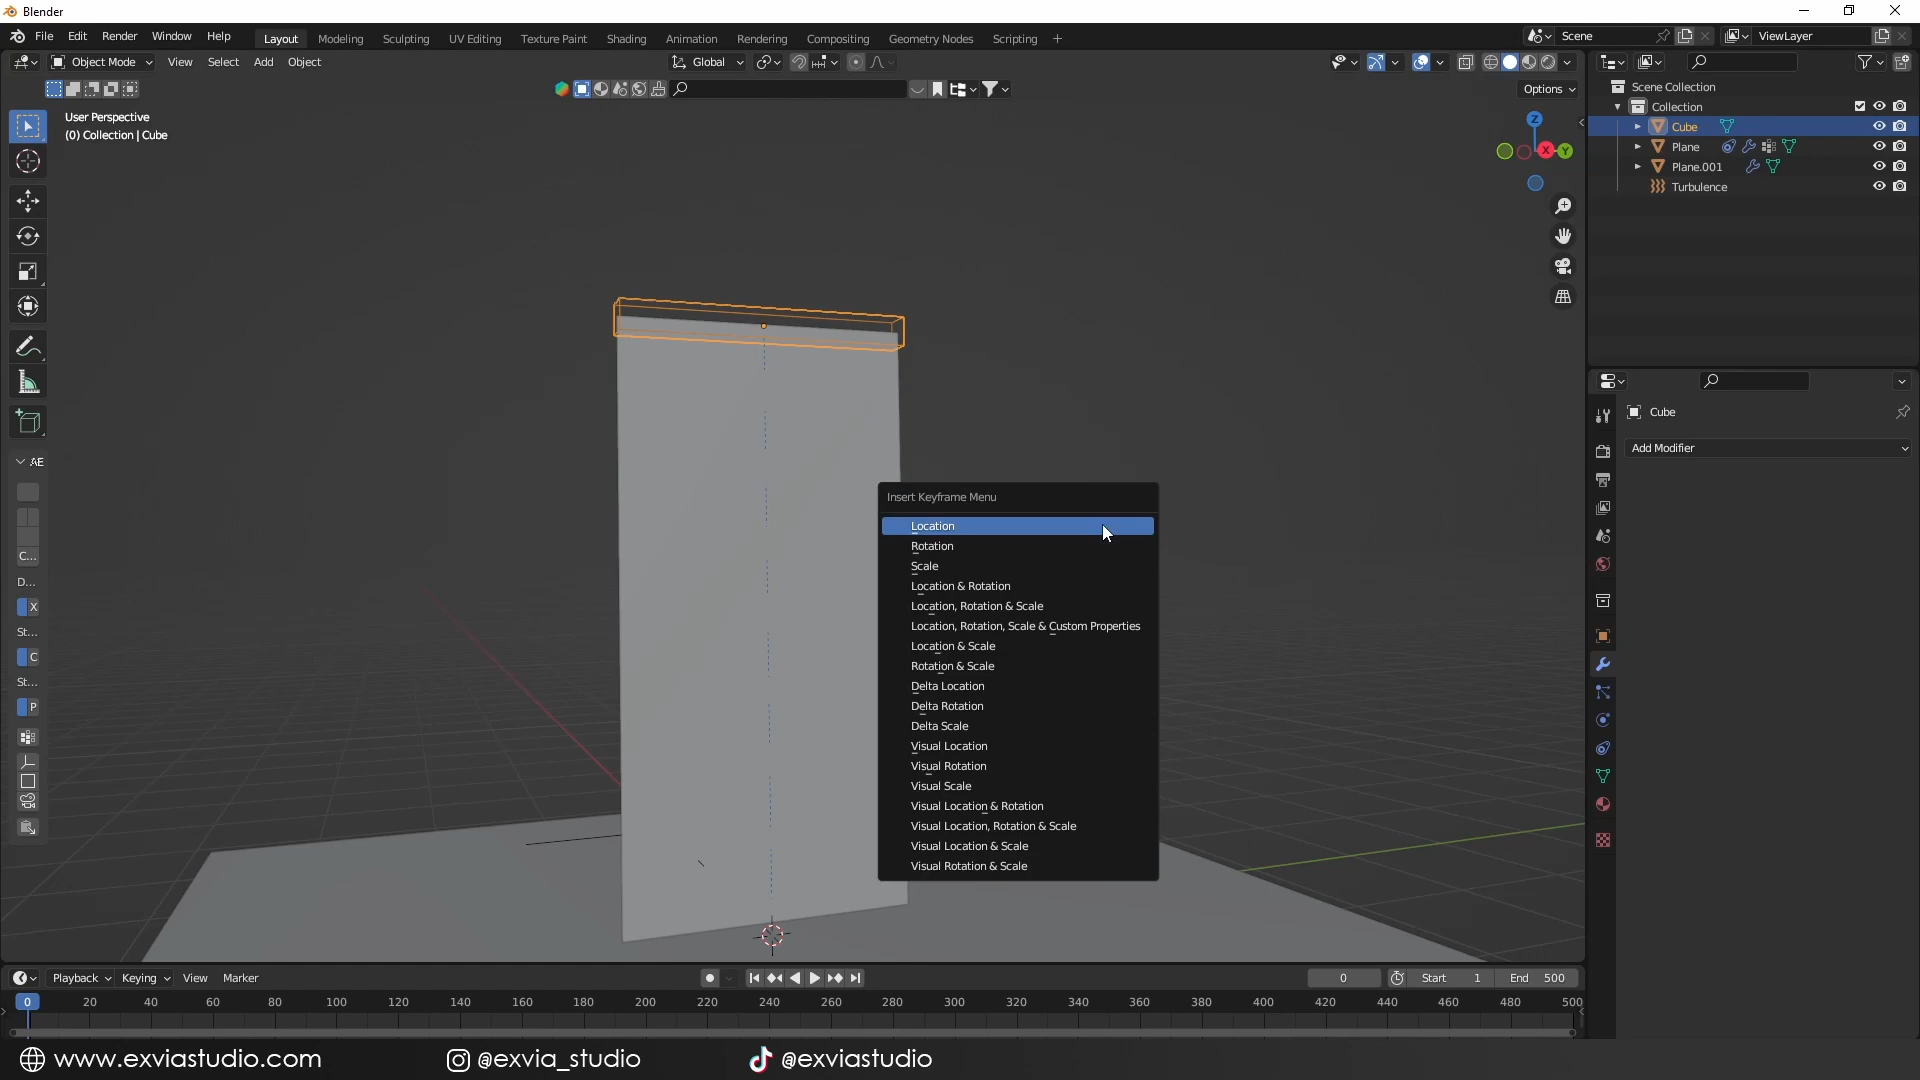 Blender
File Edit Render Window Help
Layout Modeling Sculpting UV Editing Texture Paint Shading Animation Rendering Compositing Geometry Nodes Scripting +
Scene
ViewLayer
Object Mode View Select Add Object
Global
Options
User Perspective
(0) Collection | Cube
Z
X
Y
Scene Collection
Collection
Cube
Plane
Plane.001
Turbulence
Cube
Add Modifier
AE
C...
D...
X
St...
C
St...
P
Insert Keyframe Menu
Location
Rotation
Scale
Location & Rotation
Location, Rotation & Scale
Location, Rotation, Scale & Custom Properties
Location & Scale
Rotation & Scale
Delta Location
Delta Rotation
Delta Scale
Visual Location
Visual Rotation
Visual Scale
Visual Location & Rotation
Visual Location, Rotation & Scale
Visual Location & Scale
Visual Rotation & Scale
Playback Keying View Marker
0
Start 1 End 500
0 20 40 60 80 100 120 140 160 180 200 220 240 260 280 300 320 340 360 380 400 420 440 460 480 500
www.exviastudio.com @exvia_studio @exviastudio